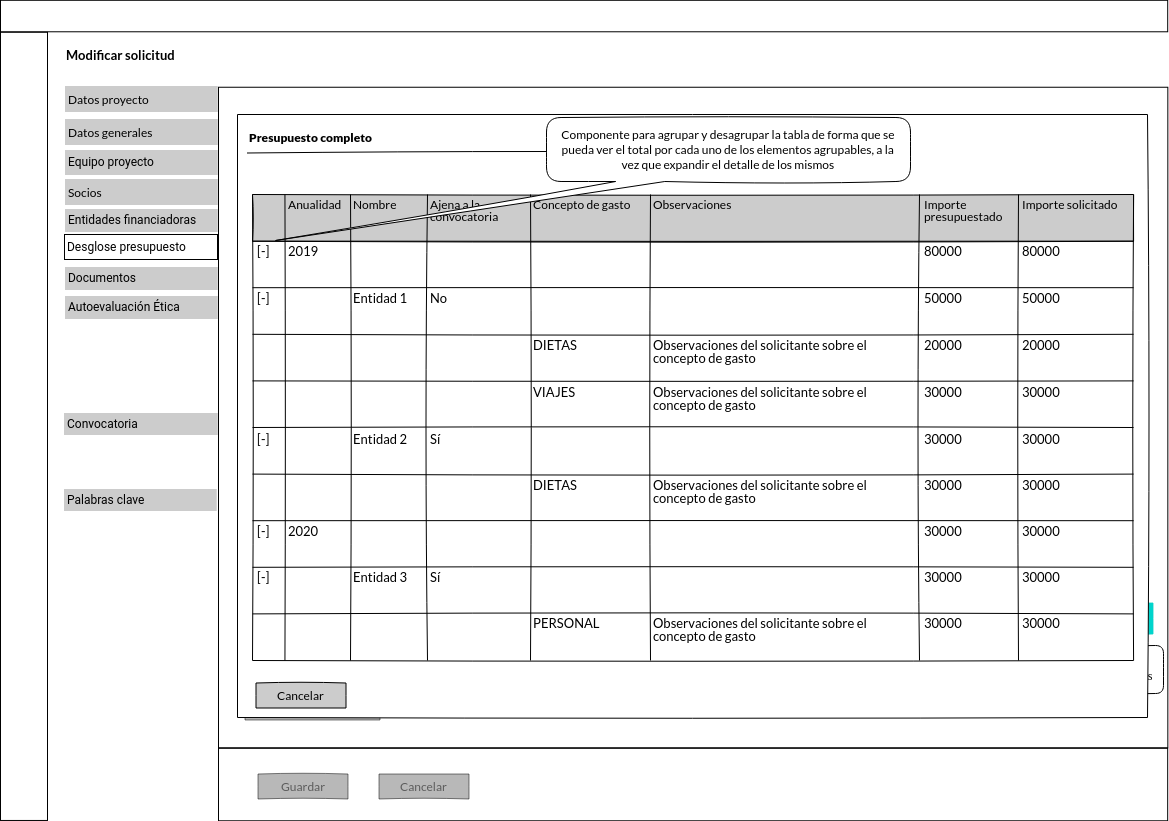 Modificar solicitud
Datos proyecto
Datos generales
Equipo proyecto
Socios
Entidades financiadoras
Desglose presupuesto
Documentos
Autoevaluación Ética
Convocatoria
Palabras clave
Presupuesto completo
Componente para agrupar y desagrupar la tabla de forma que se
pueda ver el total por cada uno de los elementos agrupables, a la
vez que expandir el detalle de los mismos
Anualidad Nombre Ajena a la Concepto de gasto Observaciones Importe Importe solicitado
convocatoria presupuestado
[-] 2019 80000 80000
[-] Entidad 1 No 50000 50000
DIETAS Observaciones del solicitante sobre el 20000 20000
concepto de gasto
VIAJES Observaciones del solicitante sobre el 30000 30000
concepto de gasto
[-] Entidad 2 Sí 30000 30000
DIETAS Observaciones del solicitante sobre el 30000 30000
concepto de gasto
[-] 2020 30000 30000
[-] Entidad 3 Sí 30000 30000
PERSONAL Observaciones del solicitante sobre el 30000 30000
concepto de gasto
s
Cancelar
Guardar Cancelar